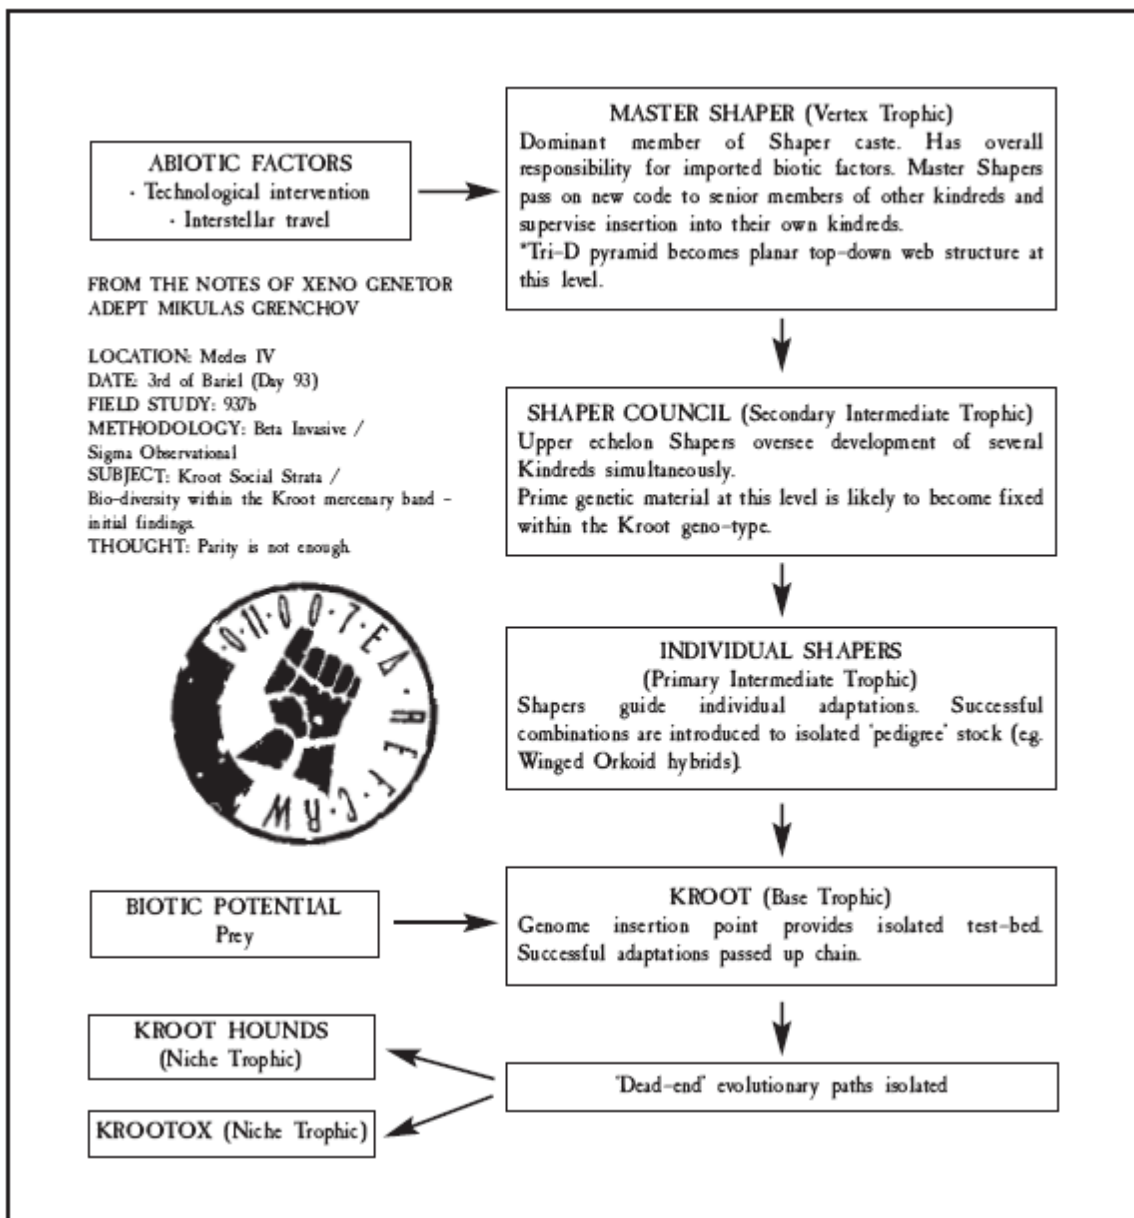 MASTER SHAPER (Vertex Trophic)
Dominant member of Shaper caste. Has overall
responsibility for imported biotic factors. Master Shapers
pass on new code to senior members of other kindreds and
supervise insertion into their own kindreds.
*Tri-D pyramid becomes planar top-down web structure at
this level.
ABIOTIC FACTORS
· Technological intervention
· Interstellar travel
FROM THE NOTES OF XENO GENETOR
ADEPT MIKULAS GRENCHOV
LOCATION: Medes IV
DATE: 3rd of Bariel (Day 93)
FIELD STUDY: 937b
METHODOLOGY: Beta Invasive /
Sigma Observational
SUBJECT: Kroot Social Strata /
Bio-diversity within the Kroot mercenary band -
initial findings.
THOUGHT: Parity is not enough.
SHAPER COUNCIL (Secondary Intermediate Trophic)
Upper echelon Shapers oversee development of several
Kindreds simultaneously.
Prime genetic material at this level is likely to become fixed
within the Kroot geno-type.
INDIVIDUAL SHAPERS
(Primary Intermediate Trophic)
Shapers guide individual adaptations. Successful
combinations are introduced to isolated 'pedigree' stock (eg.
Winged Orkoid hybrids).
BIOTIC POTENTIAL
Prey
KROOT (Base Trophic)
Genome insertion point provides isolated test-bed.
Successful adaptations passed up chain.
KROOT HOUNDS
(Niche Trophic)
'Dead-end' evolutionary paths isolated
KROOTOX (Niche Trophic)